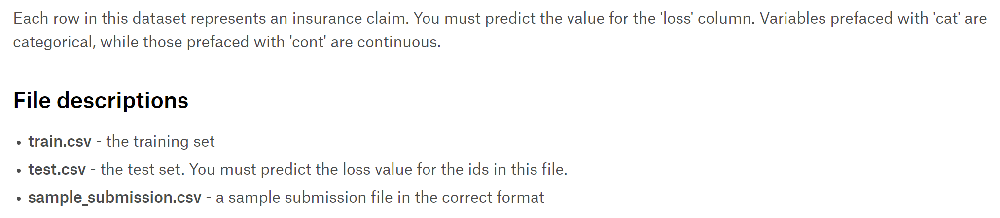 Each row in this dataset represents an insurance claim. You must predict the value for the 'loss' column. Variables prefaced with 'cat' are
categorical, while those prefaced with 'cont' are continuous.
File descriptions
• train.csv - the training set
• test.csv - the test set. You must predict the loss value for the ids in this file.
• sample_submission.csv - a sample submission file in the correct format